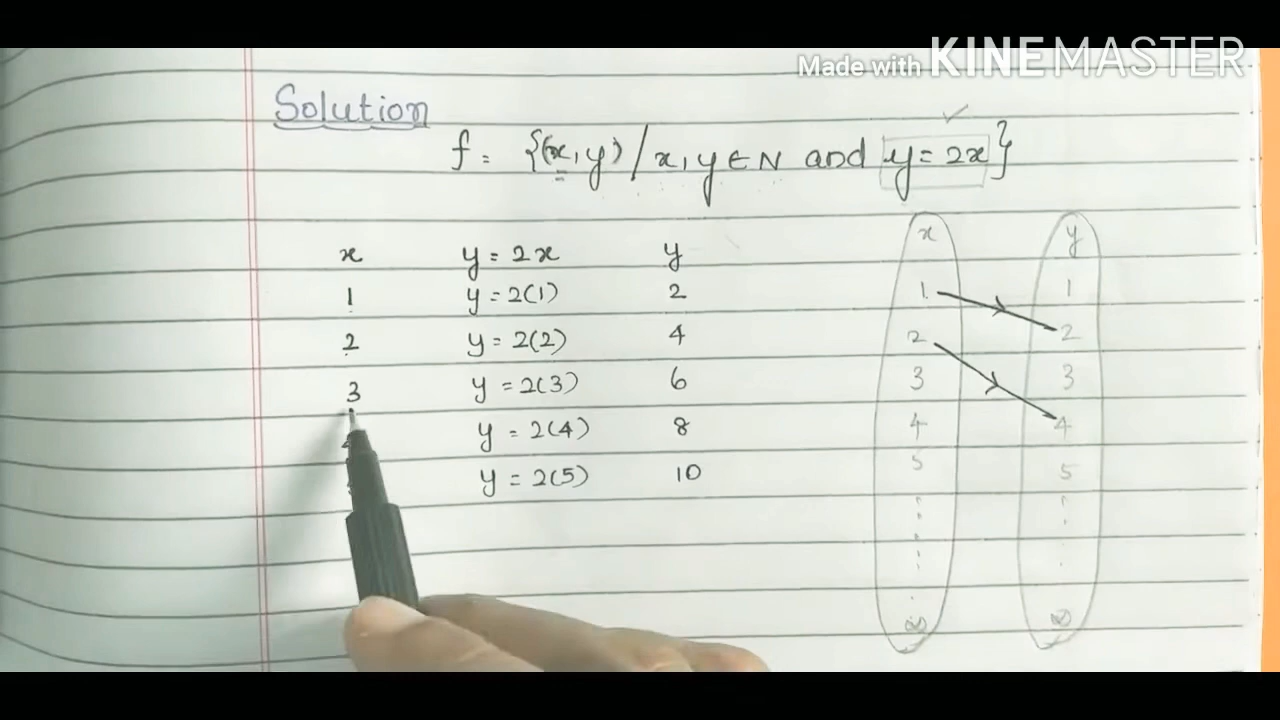 Made with KINEMASTER
Solution
f = {(x, y) / x, y ∈ N and y = 2x}
x y = 2x y
1 y = 2(1) 2
2 y = 2(2) 4
3 y = 2(3) 6
y = 2(4) 8
y = 2(5) 10
x y
1 1
2 2
3 3
4 4
5 5
∞ ∞